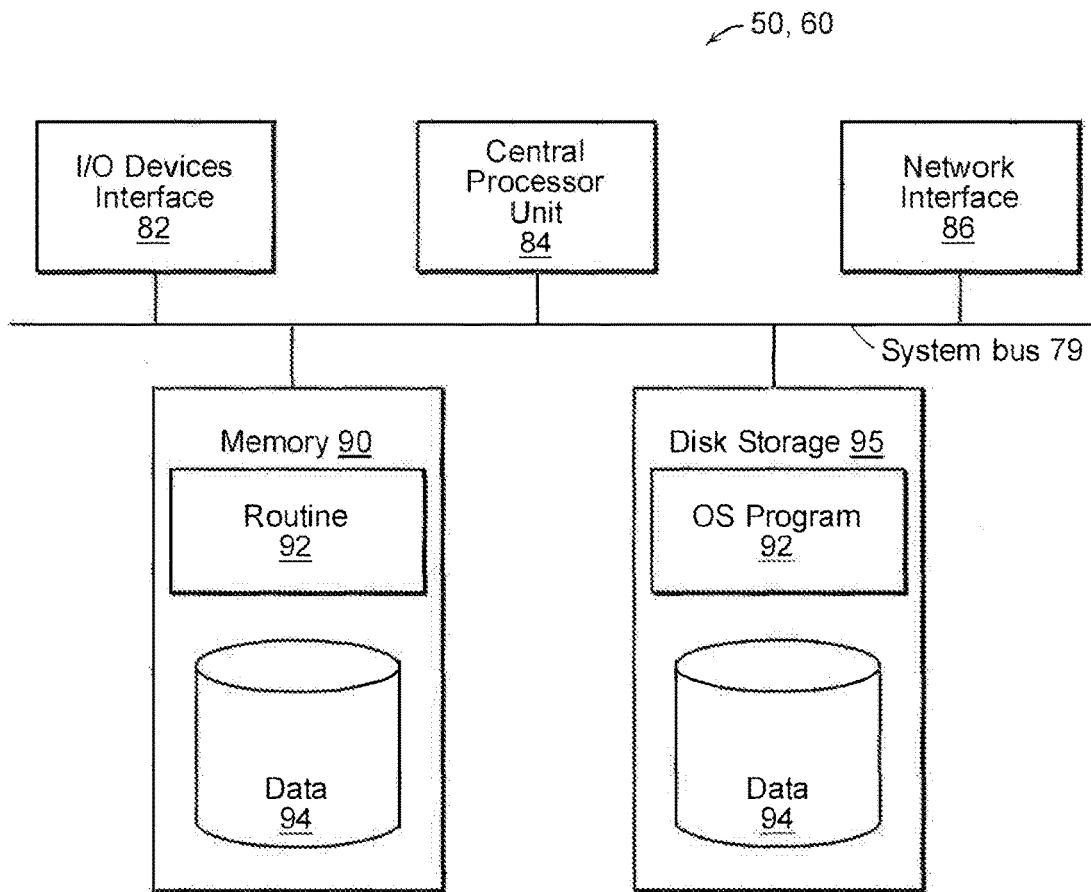 50, 60
I/O Devices
Interface
82
Central
Processor
Unit
84
Network
Interface
86
System bus 79
Memory 90
Routine
92
Data
94
Disk Storage 95
OS Program
92
Data
94